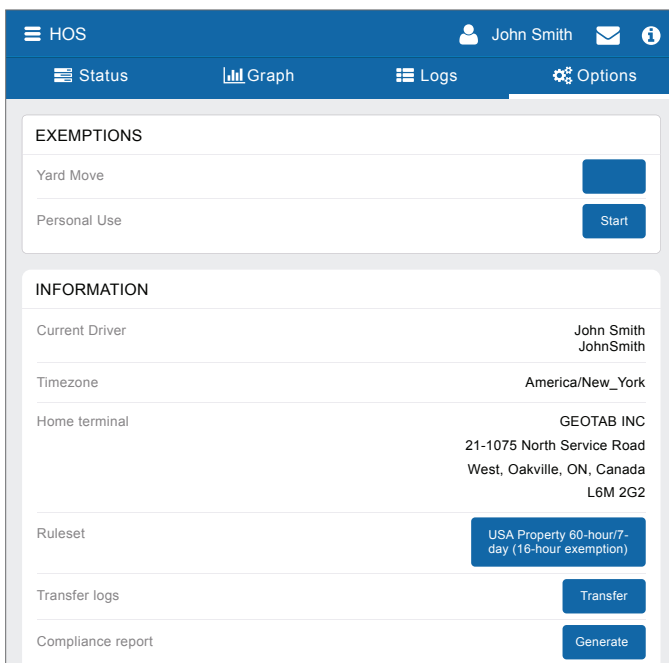 HOS John Smith
Status Graph Logs Options
EXEMPTIONS
Yard Move
Personal Use Start
INFORMATION
Current Driver John Smith
JohnSmith
Timezone America/New_York
Home terminal GEOTAB INC
21-1075 North Service Road
West, Oakville, ON, Canada
L6M 2G2
Ruleset USA Property 60-hour/7-
day (16-hour exemption)
Transfer logs Transfer
Compliance report Generate